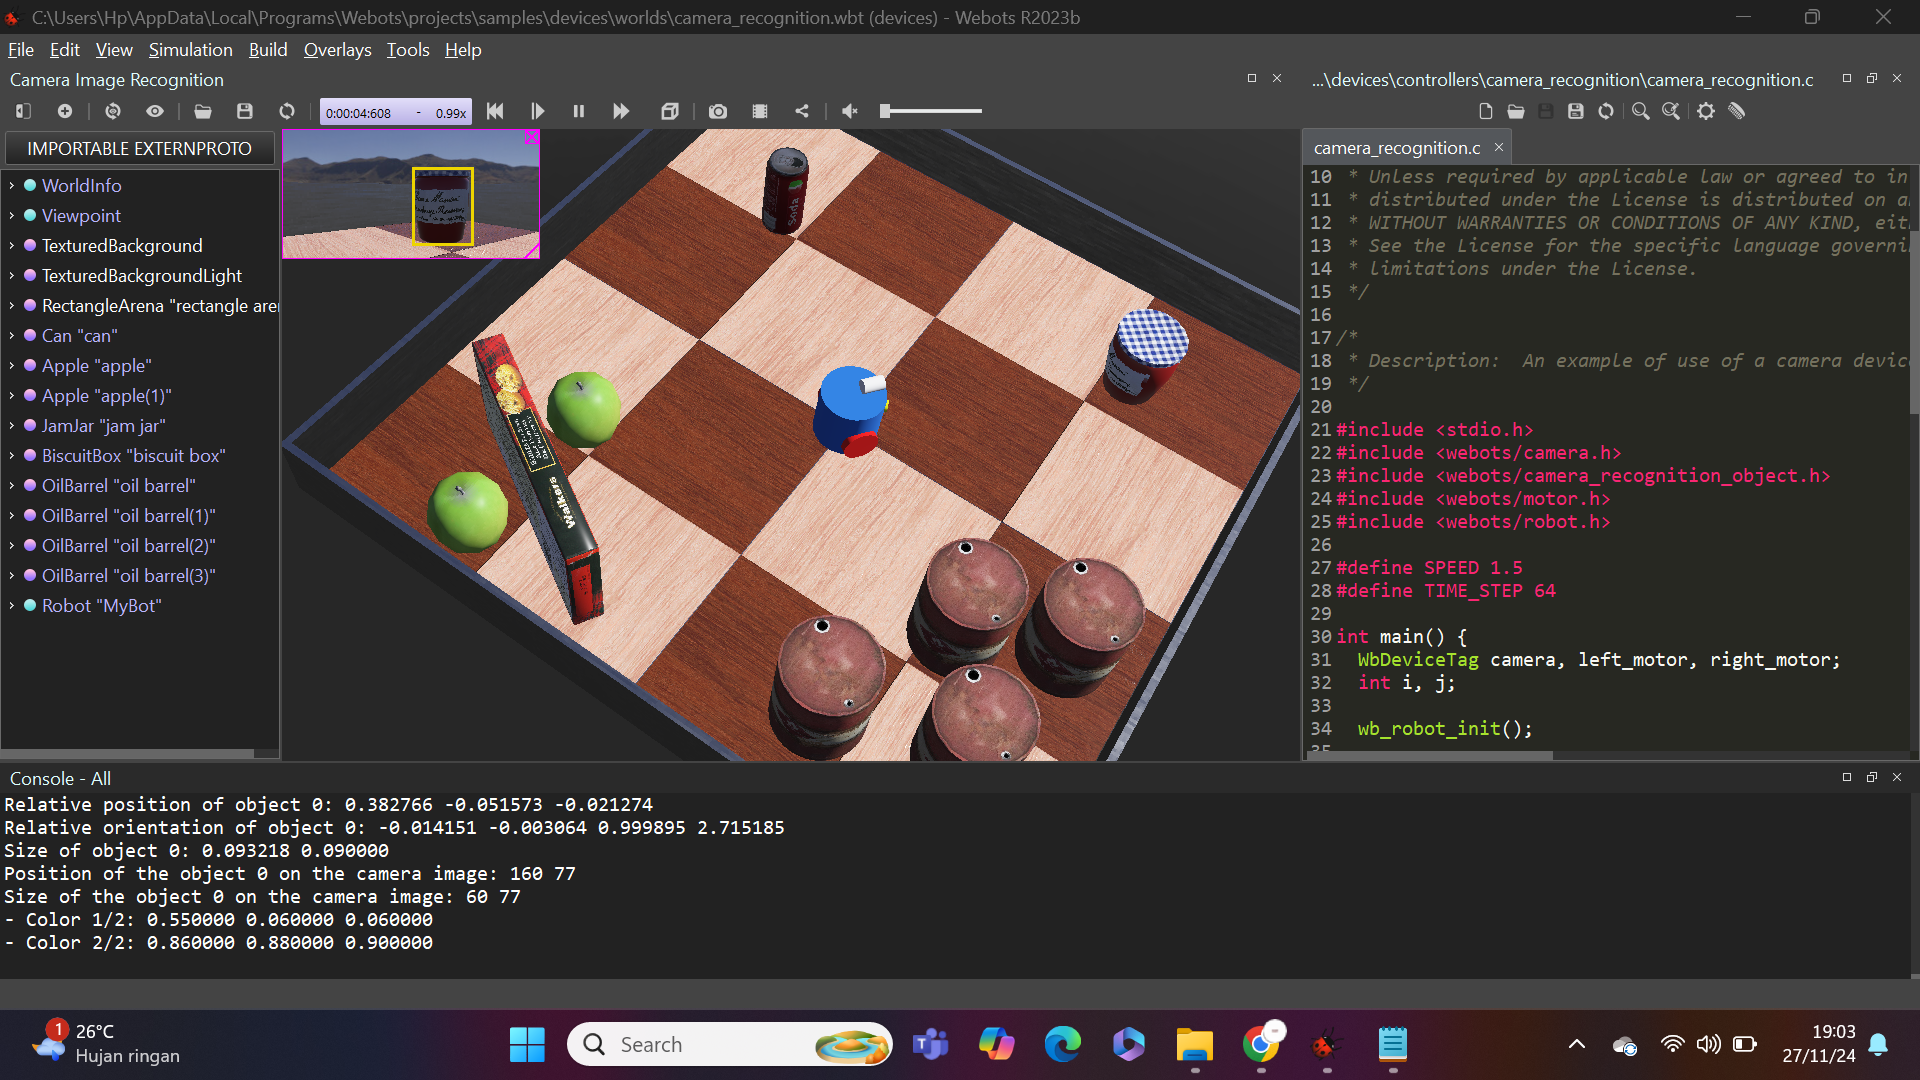 C:\Users\Hp\AppData\Local\Programs\Webots\projects\samples\devices\worlds\camera_recognition.wbt (devices) - Webots R2023b
File Edit View Simulation Build Overlays Tools Help
Camera Image Recognition
...\devices\controllers\camera_recognition\camera_recognition.c
0:00:04:608 - 0.99x
IMPORTABLE EXTERNPROTO
WorldInfo
Viewpoint
TexturedBackground
TexturedBackgroundLight
RectangleArena "rectangle are
Can "can"
Apple "apple"
Apple "apple(1)"
JamJar "jam jar"
BiscuitBox "biscuit box"
OilBarrel "oil barrel"
OilBarrel "oil barrel(1)"
OilBarrel "oil barrel(2)"
OilBarrel "oil barrel(3)"
Robot "MyBot"
Soda
Walkers
camera_recognition.c
10 * Unless required by applicable law or agreed to in
11 * distributed under the License is distributed on a
12 * WITHOUT WARRANTIES OR CONDITIONS OF ANY KIND, eit
13 * See the License for the specific language governi
14 * limitations under the License.
15 */
16
17 /*
18 * Description:  An example of use of a camera devic
19 */
20
21 #include <stdio.h>
22 #include <webots/camera.h>
23 #include <webots/camera_recognition_object.h>
24 #include <webots/motor.h>
25 #include <webots/robot.h>
26
27 #define SPEED 1.5
28 #define TIME_STEP 64
29
30 int main() {
31 WbDeviceTag camera, left_motor, right_motor;
32 int i, j;
33
34 wb_robot_init();
35
Console - All
Relative position of object 0: 0.382766 -0.051573 -0.021274
Relative orientation of object 0: -0.014151 -0.003064 0.999895 2.715185
Size of object 0: 0.093218 0.090000
Position of the object 0 on the camera image: 160 77
Size of the object 0 on the camera image: 60 77
- Color 1/2: 0.550000 0.060000 0.060000
- Color 2/2: 0.860000 0.880000 0.900000
1
26°C
Hujan ringan
Search
19:03
27/11/24